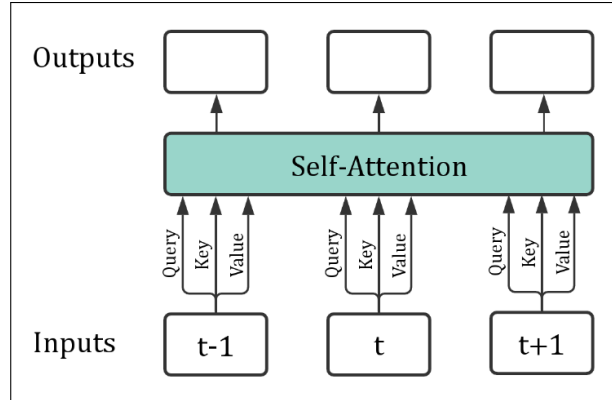 Outputs
Self-Attention
Query Key Value Query Key Value Query Key Value
Inputs t-1 t t+1